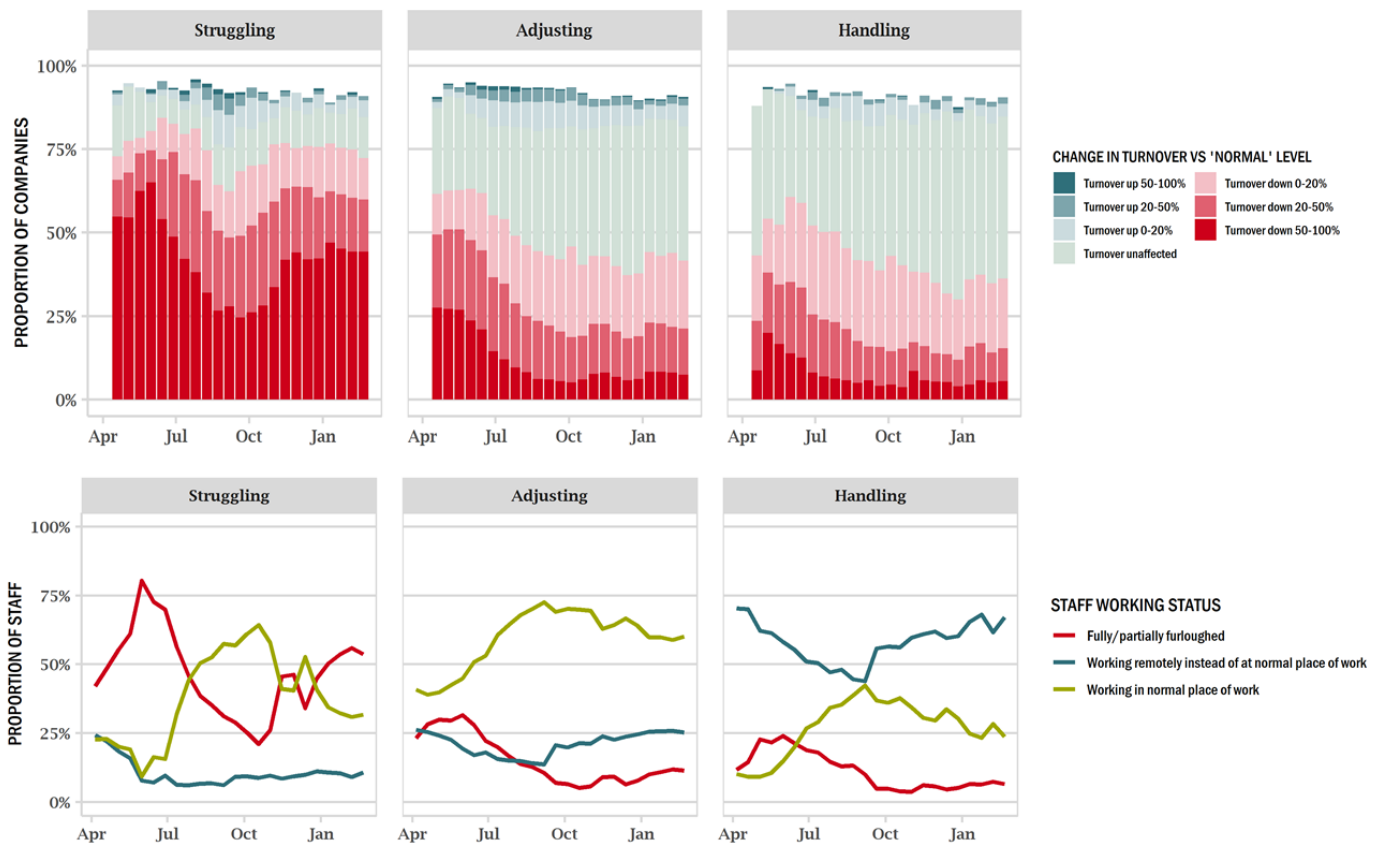 Struggling
Adjusting
Handling
PROPORTION OF COMPANIES
100%
75%
50%
25%
0%
Apr Jul Oct Jan
Apr Jul Oct Jan
Apr Jul Oct Jan
CHANGE IN TURNOVER VS 'NORMAL' LEVEL
Turnover up 50-100%
Turnover up 20-50%
Turnover up 0-20%
Turnover unaffected
Turnover down 0-20%
Turnover down 20-50%
Turnover down 50-100%
Struggling
Adjusting
Handling
PROPORTION OF STAFF
100%
75%
50%
25%
0%
Apr Jul Oct Jan
Apr Jul Oct Jan
Apr Jul Oct Jan
STAFF WORKING STATUS
Fully/partially furloughed
Working remotely instead of at normal place of work
Working in normal place of work